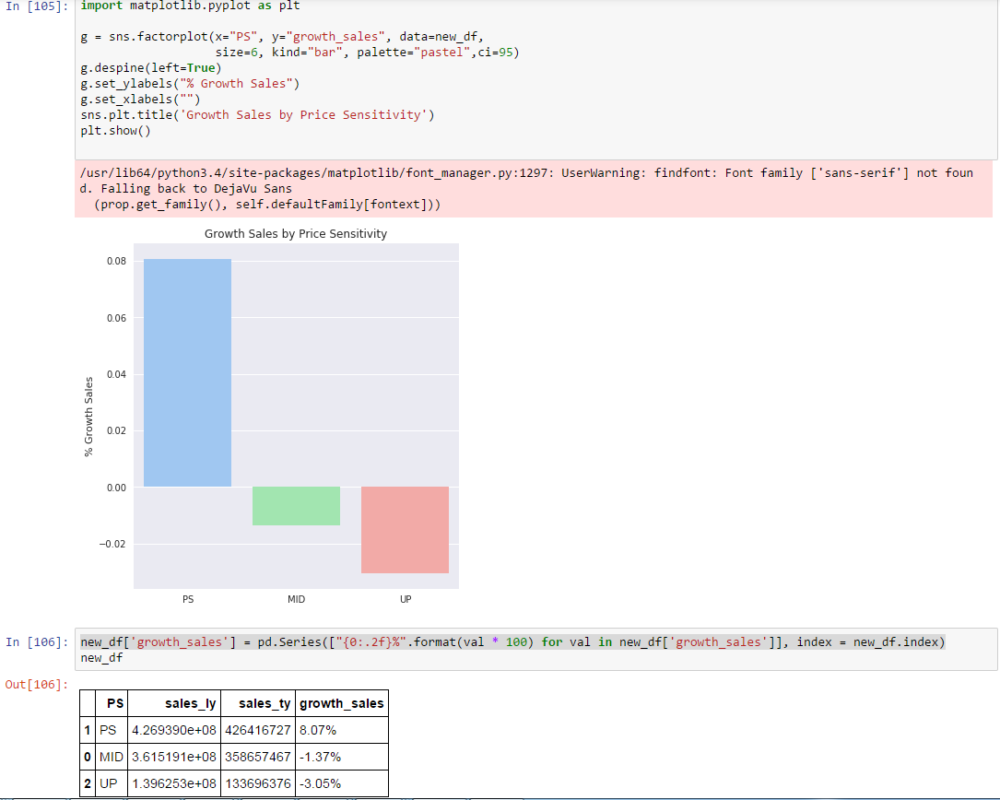 In [105]: import matplotlib.pyplot as plt
g = sns.factorplot(x="PS", y="growth_sales", data=new_df,
size=6, kind="bar", palette="pastel",ci=95)
g.despine(left=True)
g.set_ylabels("% Growth Sales")
g.set_xlabels("")
sns.plt.title('Growth Sales by Price Sensitivity')
plt.show()
/usr/lib64/python3.4/site-packages/matplotlib/font_manager.py:1297: UserWarning: findfont: Font family ['sans-serif'] not foun
d. Falling back to DejaVu Sans
(prop.get_family(), self.defaultFamily[fontext]))
Growth Sales by Price Sensitivity
0.08
0.06
0.04
0.02
0.00
−0.02
% Growth Sales
PS MID UP
In [106]: new_df['growth_sales'] = pd.Series(["{0:.2f}%".format(val * 100) for val in new_df['growth_sales']], index = new_df.index)
new_df
Out[106]:
PS sales_ly sales_ty growth_sales
1 PS 4.269390e+08 426416727 8.07%
0 MID 3.615191e+08 358657467 -1.37%
2 UP 1.396253e+08 133696376 -3.05%